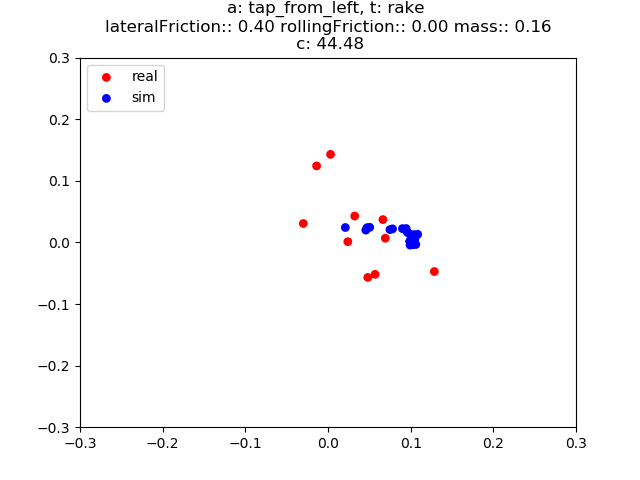 a: tap_from_left, t: rake
lateralFriction:: 0.40 rollingFriction:: 0.00 mass:: 0.16
c: 44.48
real
sim
0.3
0.2
0.1
0.0
−0.1
−0.2
−0.3
−0.3
−0.2
−0.1
0.0
0.1
0.2
0.3